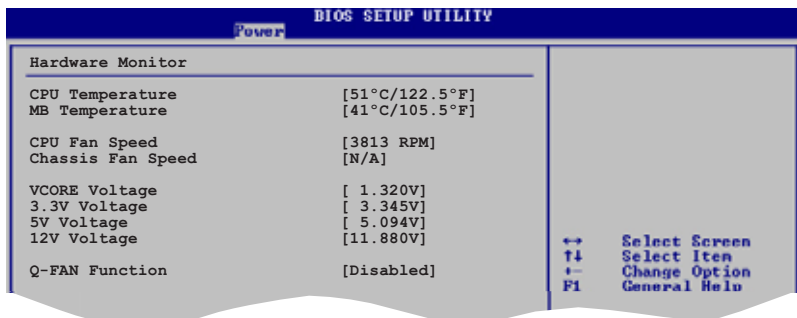 BIOS SETUP UTILITY
Power
Hardware Monitor
CPU Temperature [51°C/122.5°F]
MB Temperature [41°C/105.5°F]
CPU Fan Speed [3813 RPM]
Chassis Fan Speed [N/A]
VCORE Voltage [ 1.320V]
3.3V Voltage [ 3.345V]
5V Voltage [ 5.094V]
12V Voltage [11.880V]
Q-FAN Function [Disabled]
↔ Select Screen
↑↓ Select Item
+- Change Option
F1 General Help